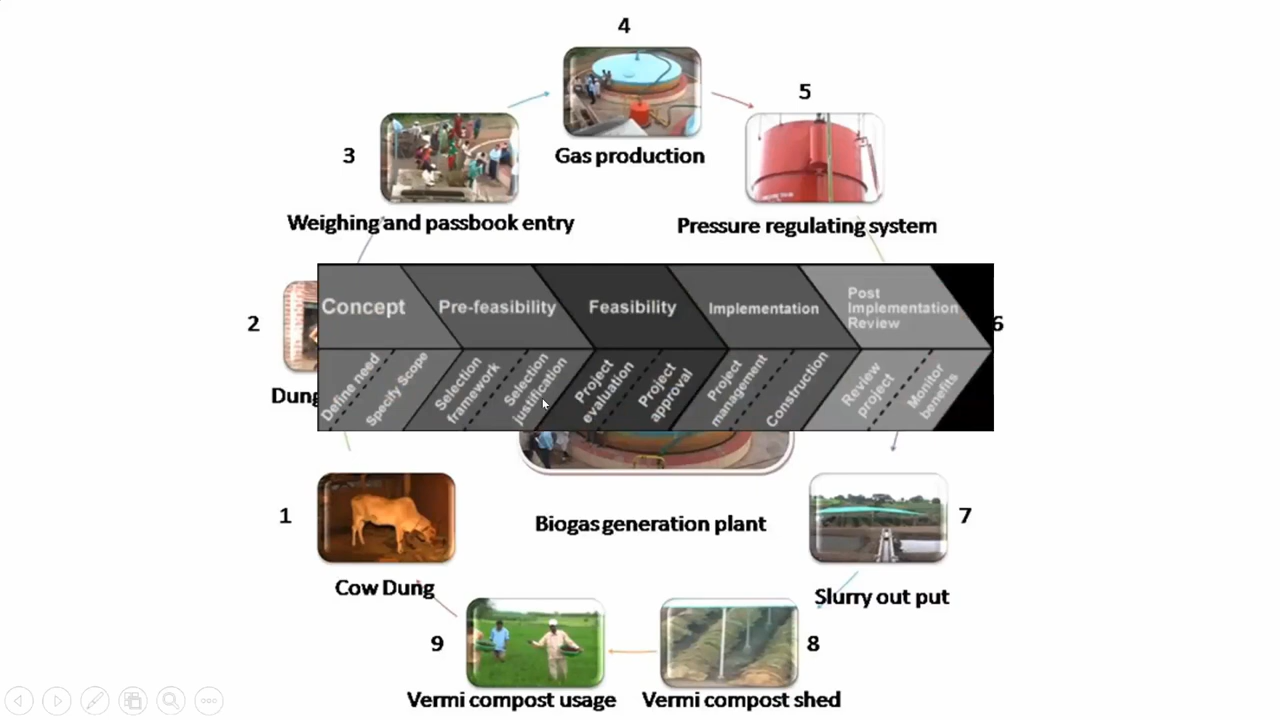 4
5
3
Gas production
Weighing and passbook entry
Pressure regulating system
Concept
Pre-feasibility
Feasibility
Implementation
Post
Implementation
Review
2
6
Define need
Specify Scope
Selection
framework
Selection
justification
Project
evaluation
Project
approval
Project
management
Construction
Review
project
Monitor
benefits
Dung
1
7
Biogas generation plant
Cow Dung
Slurry out put
9
8
Vermi compost usage
Vermi compost shed